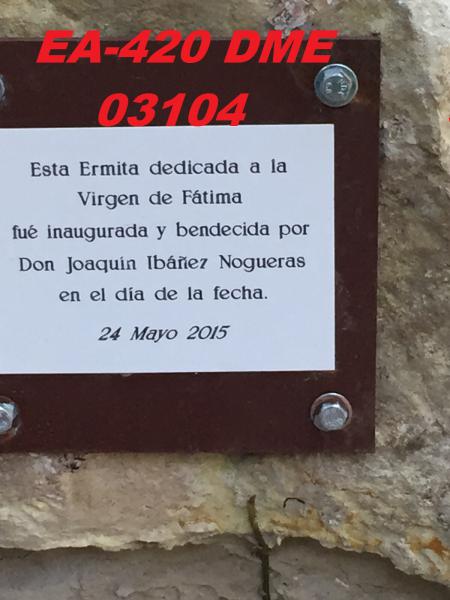 EA-420 DME
03104
Esta Ermita dedicada a la
Virgen de Fátima
fué inaugurada y bendecida por
Don Joaquín Ibáñez Nogueras
en el día de la fecha.
24 Mayo 2015